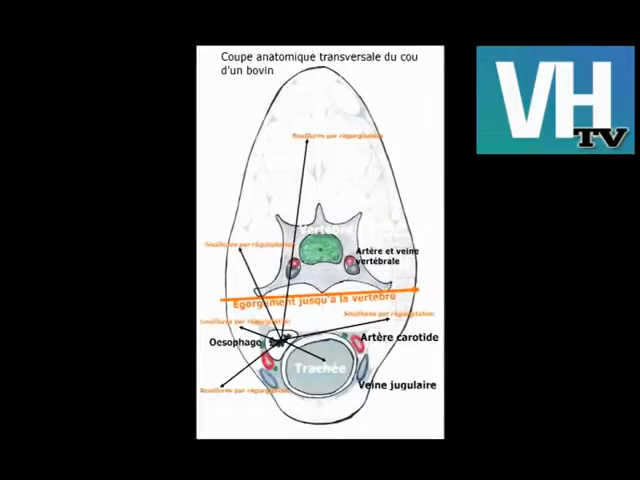 Coupe anatomique transversale du cou
d'un bovin
VH
TV
Souillures par régurgitation
Vertèbre
Artère et veine
vertébrale
Souillures par régurgitation
Egorgement jusqu'à la vertèbre
Souillures par régurgitation
Souillures par régurgitation
Oesophage
Artère carotide
Trachée
Veine jugulaire
Souillures par régurgitation